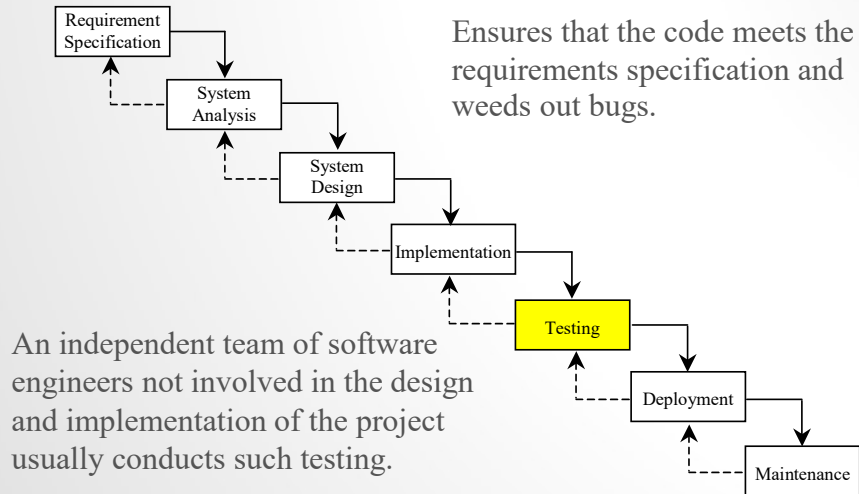 Requirement
Specification
Ensures that the code meets the
requirements specification and
weeds out bugs.
System
Analysis
System
Design
Implementation
Testing
An independent team of software
engineers not involved in the design
and implementation of the project
usually conducts such testing.
Deployment
Maintenance